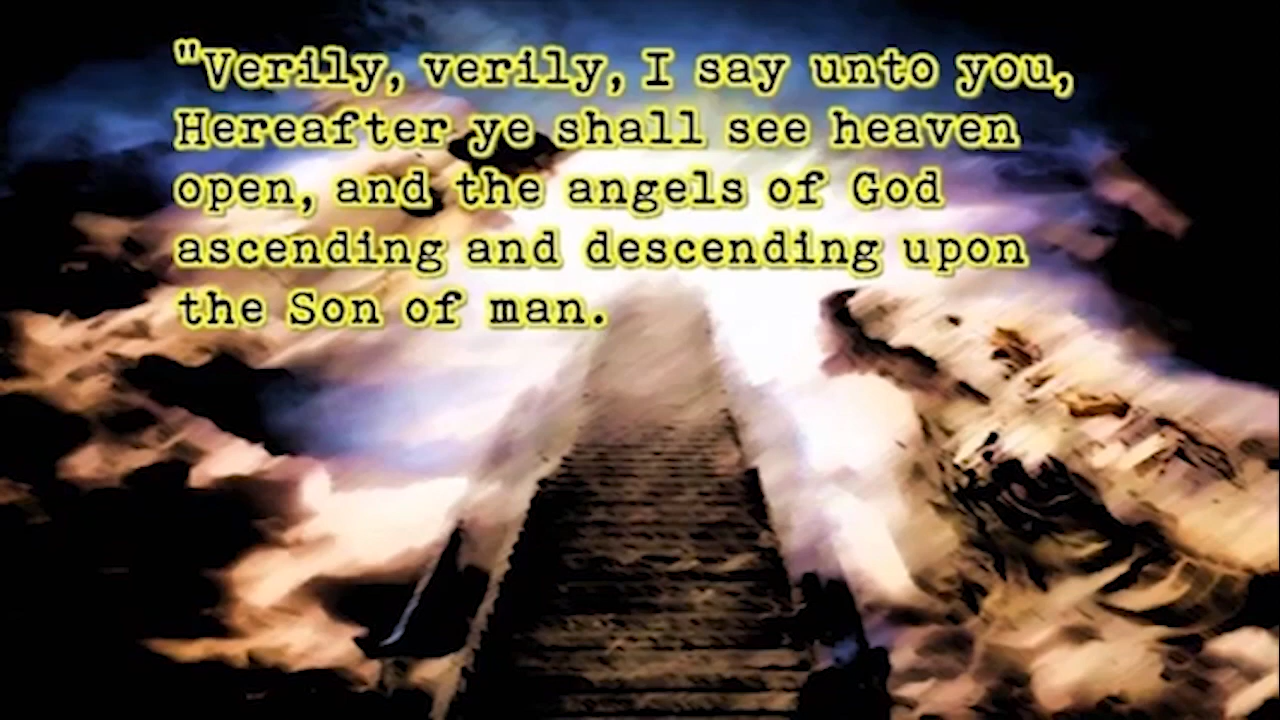 "Verily, verily, I say unto you,
Hereafter ye shall see heaven
open, and the angels of God
ascending and descending upon
the Son of man.